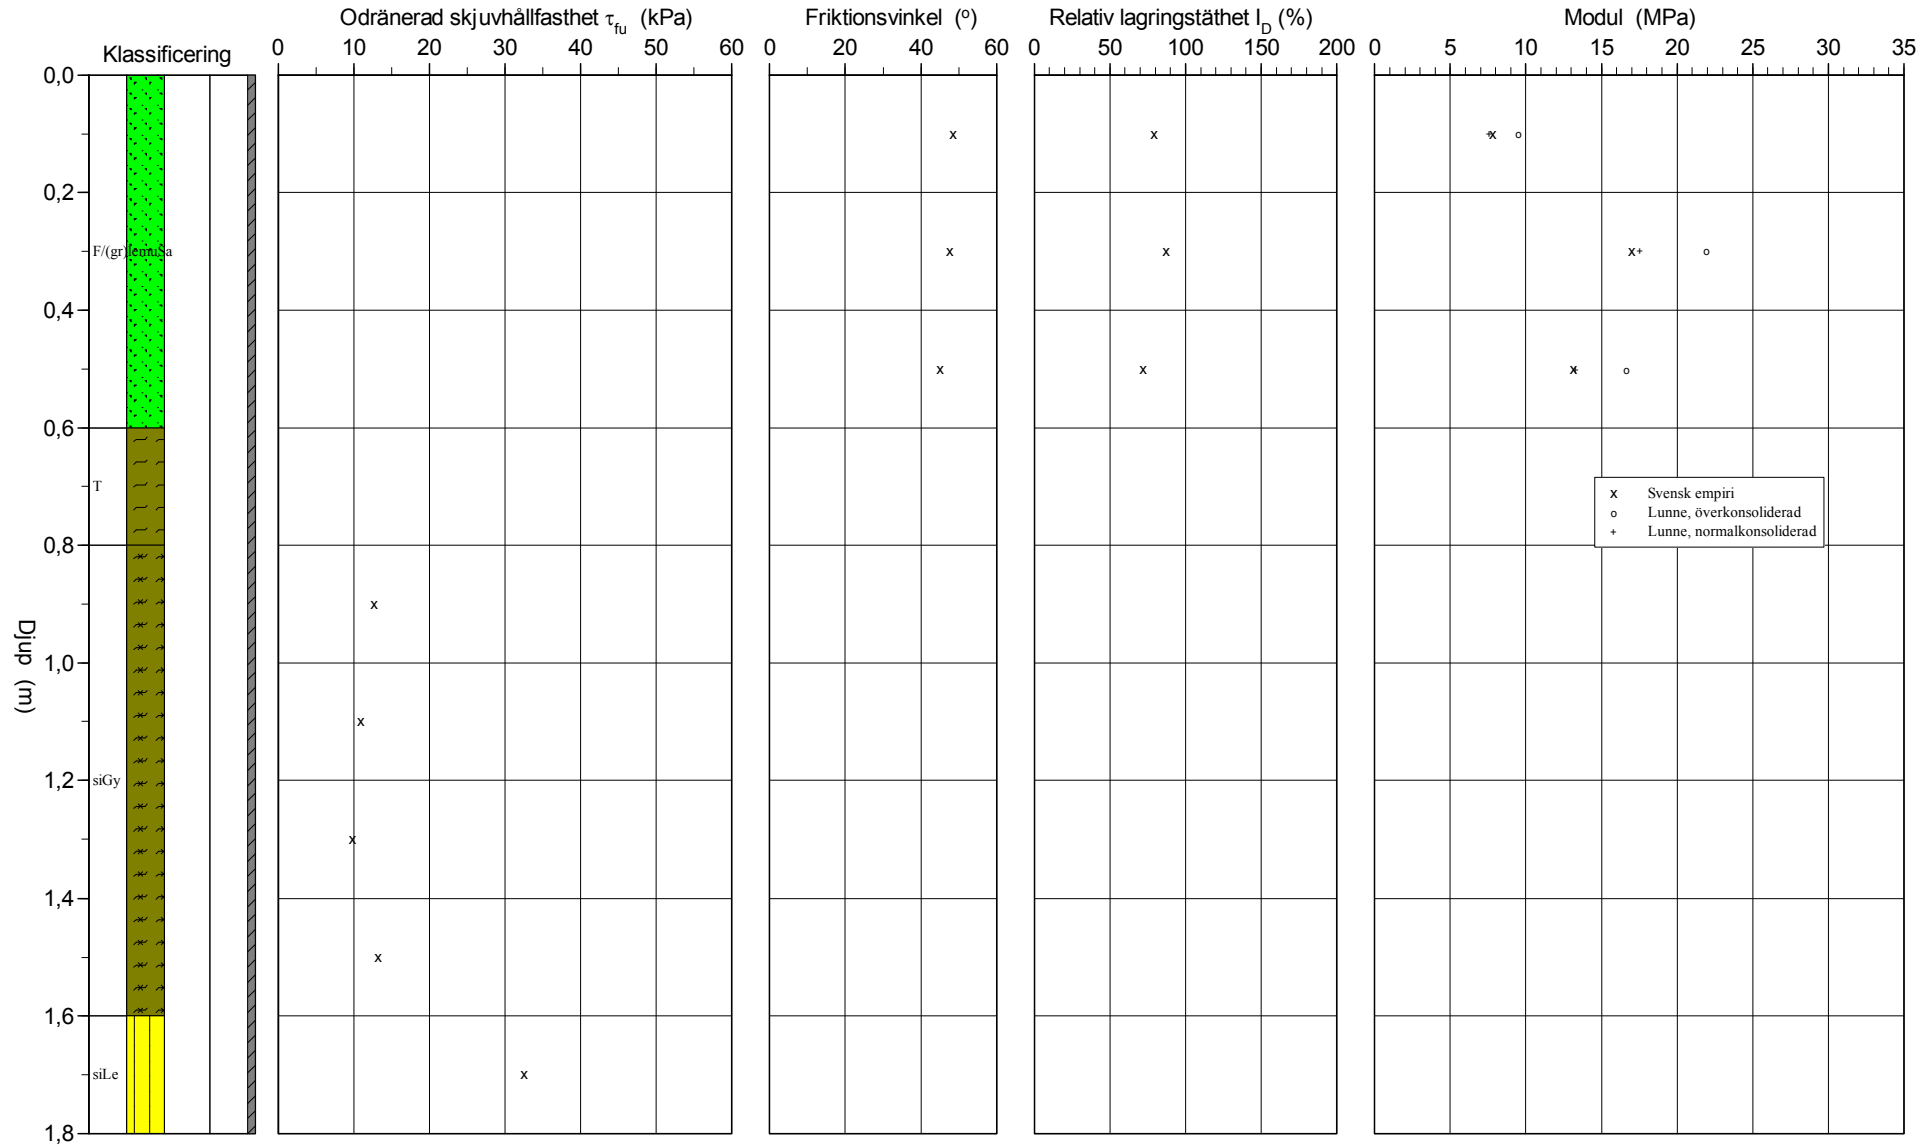 Odränerad skjuvhållfasthet τfu (kPa)
Friktionsvinkel (o)
Relativ lagringstäthet ID (%)
Modul (MPa)
Klassificering
0 10 20 30 40 50 60
0 20 40 60
0 50 100 150 200
0 5 10 15 20 25 30 35
0,0
0,2
F/(gr)lemuSa
0,4
0,6
T
0,8
1,0
1,2
siGy
1,4
1,6
siLe
1,8
Djup (m)
x Svensk empiri
o Lunne, överkonsoliderad
+ Lunne, normalkonsoliderad